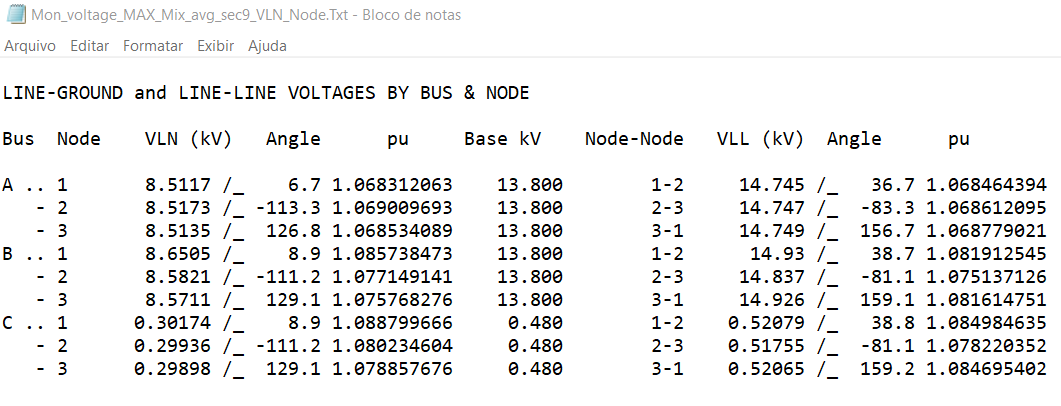 Mon_voltage_MAX_Mix_avg_sec9_VLN_Node.Txt - Bloco de notas
Arquivo Editar Formatar Exibir Ajuda
LINE-GROUND and LINE-LINE VOLTAGES BY BUS & NODE
Bus Node VLN (kV) Angle pu Base kV Node-Node VLL (kV) Angle pu
A .. 1 8.5117 /_ 6.7 1.068312063 13.800 1-2 14.745 /_ 36.7 1.068464394
- 2 8.5173 /_ -113.3 1.069009693 13.800 2-3 14.747 /_ -83.3 1.068612095
- 3 8.5135 /_ 126.8 1.068534089 13.800 3-1 14.749 /_ 156.7 1.068779021
B .. 1 8.6505 /_ 8.9 1.085738473 13.800 1-2 14.93 /_ 38.7 1.081912545
- 2 8.5821 /_ -111.2 1.077149141 13.800 2-3 14.837 /_ -81.1 1.075137126
- 3 8.5711 /_ 129.1 1.075768276 13.800 3-1 14.926 /_ 159.1 1.081614751
C .. 1 0.30174 /_ 8.9 1.088799666 0.480 1-2 0.52079 /_ 38.8 1.084984635
- 2 0.29936 /_ -111.2 1.080234604 0.480 2-3 0.51755 /_ -81.1 1.078220352
- 3 0.29898 /_ 129.1 1.078857676 0.480 3-1 0.52065 /_ 159.2 1.084695402